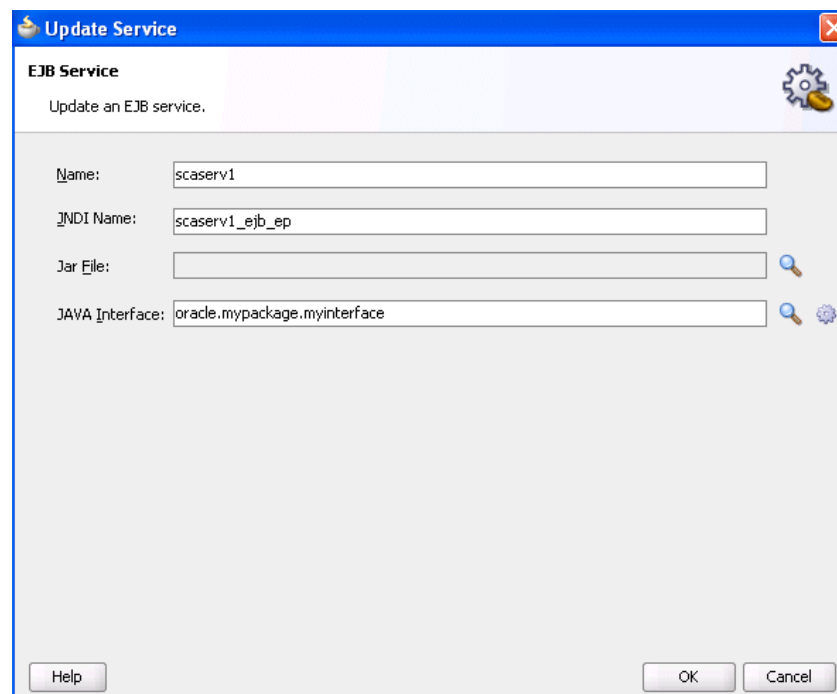 Update Service
EJB Service
Update an EJB service.
Name: scaserv1
JNDI Name: scaserv1_ejb_ep
Jar File:
JAVA Interface: oracle.mypackage.myinterface
Help OK Cancel